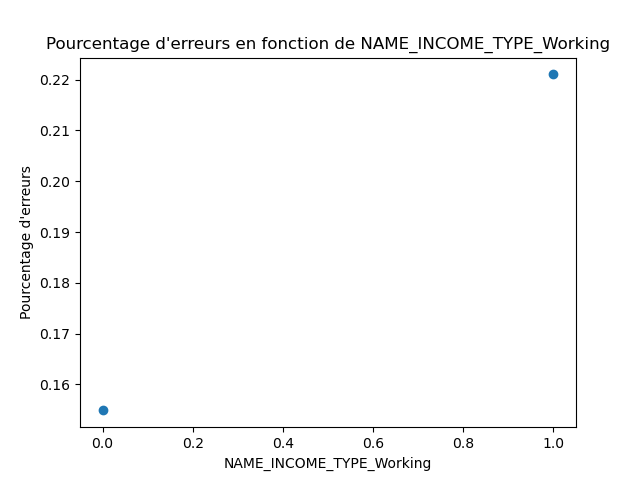 Pourcentage d'erreurs en fonction de NAME_INCOME_TYPE_Working
0.22
0.21
0.20
0.19
0.18
0.17
0.16
Pourcentage d'erreurs
0.0 0.2 0.4 0.6 0.8 1.0
NAME_INCOME_TYPE_Working